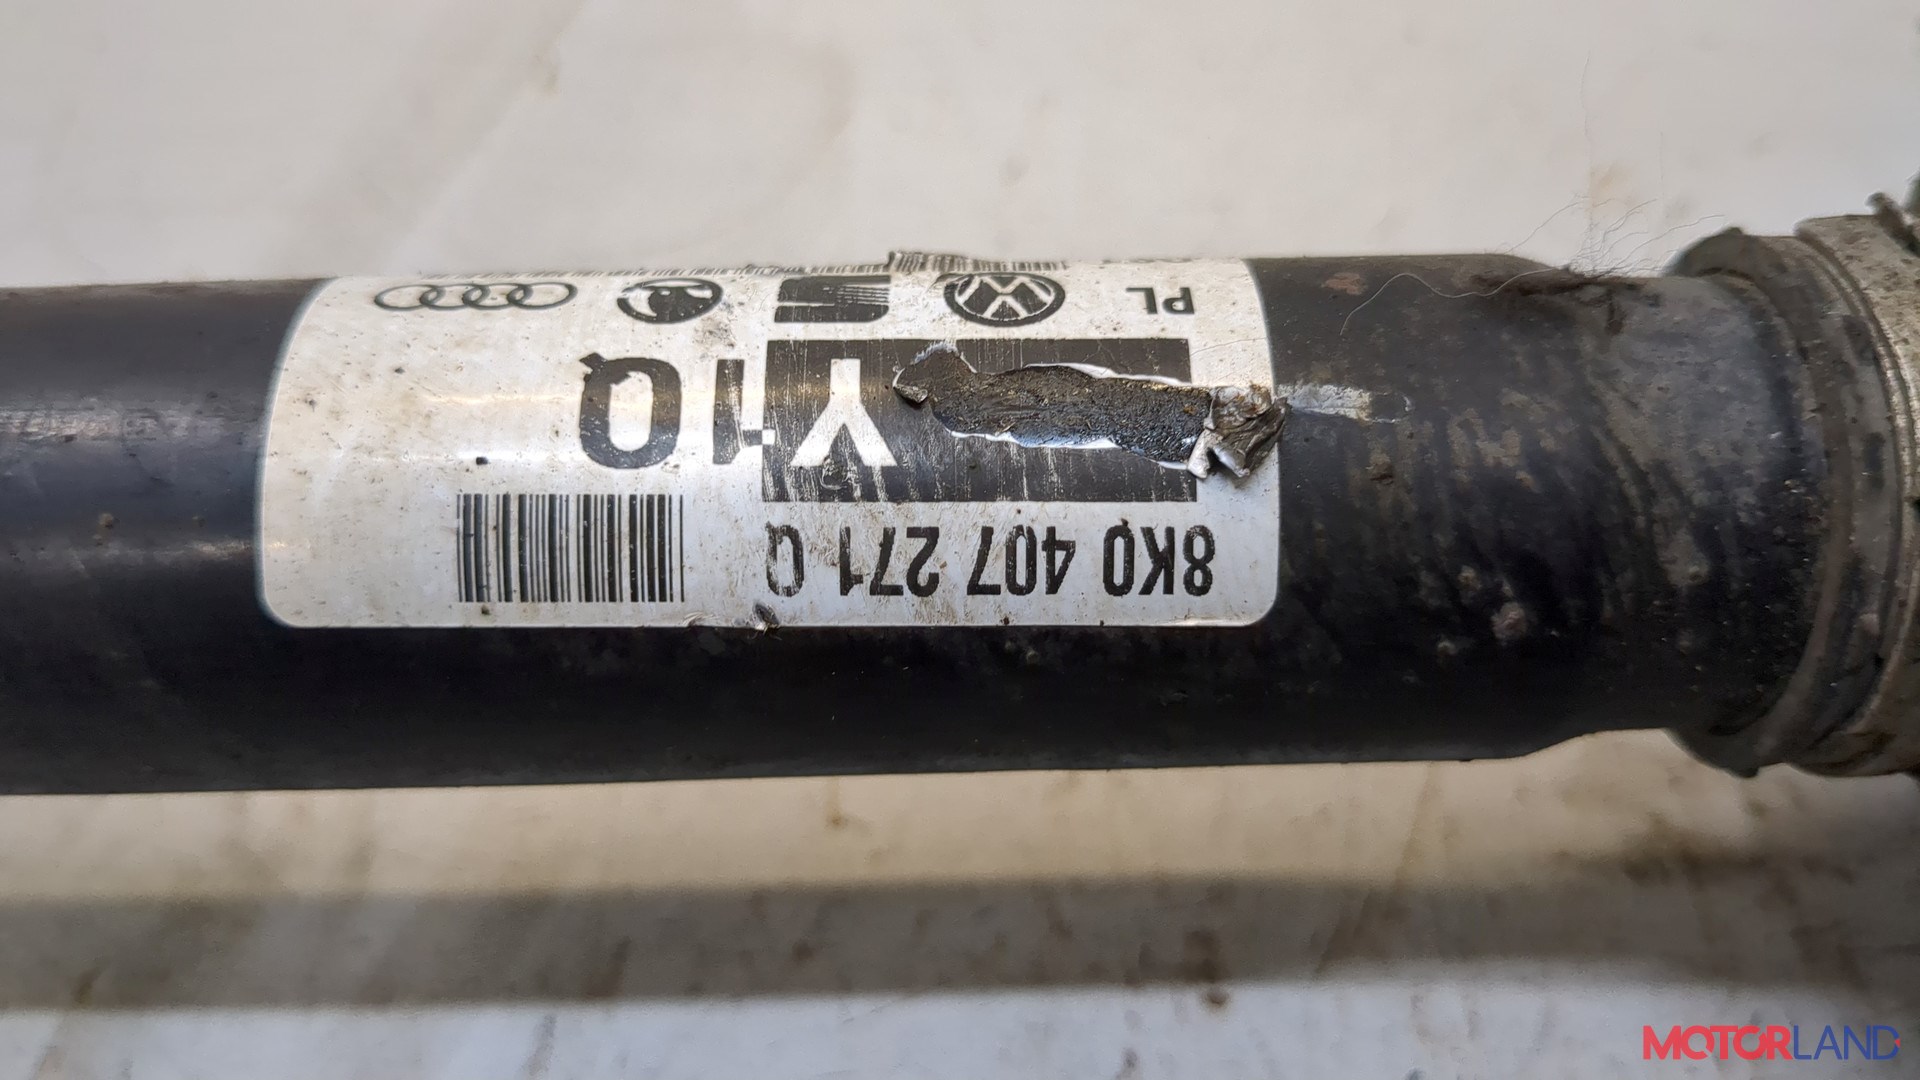 8K0 407 271 Q
Y1Q
PL
MOTORLAND